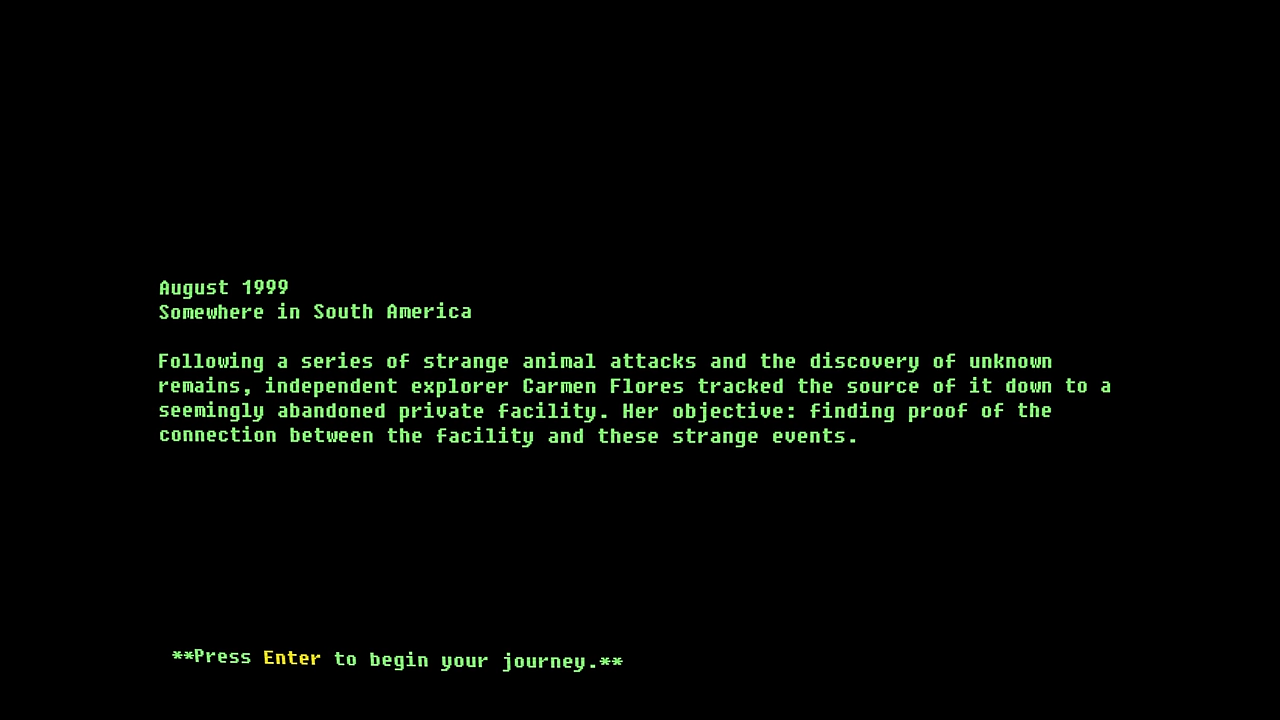 August 1999
Somewhere in South America
Following a series of strange animal attacks and the discovery of unknown
remains, independent explorer Carmen Flores tracked the source of it down to a
seemingly abandoned private facility. Her objective: finding proof of the
connection between the facility and these strange events.
**Press Enter to begin your journey.**